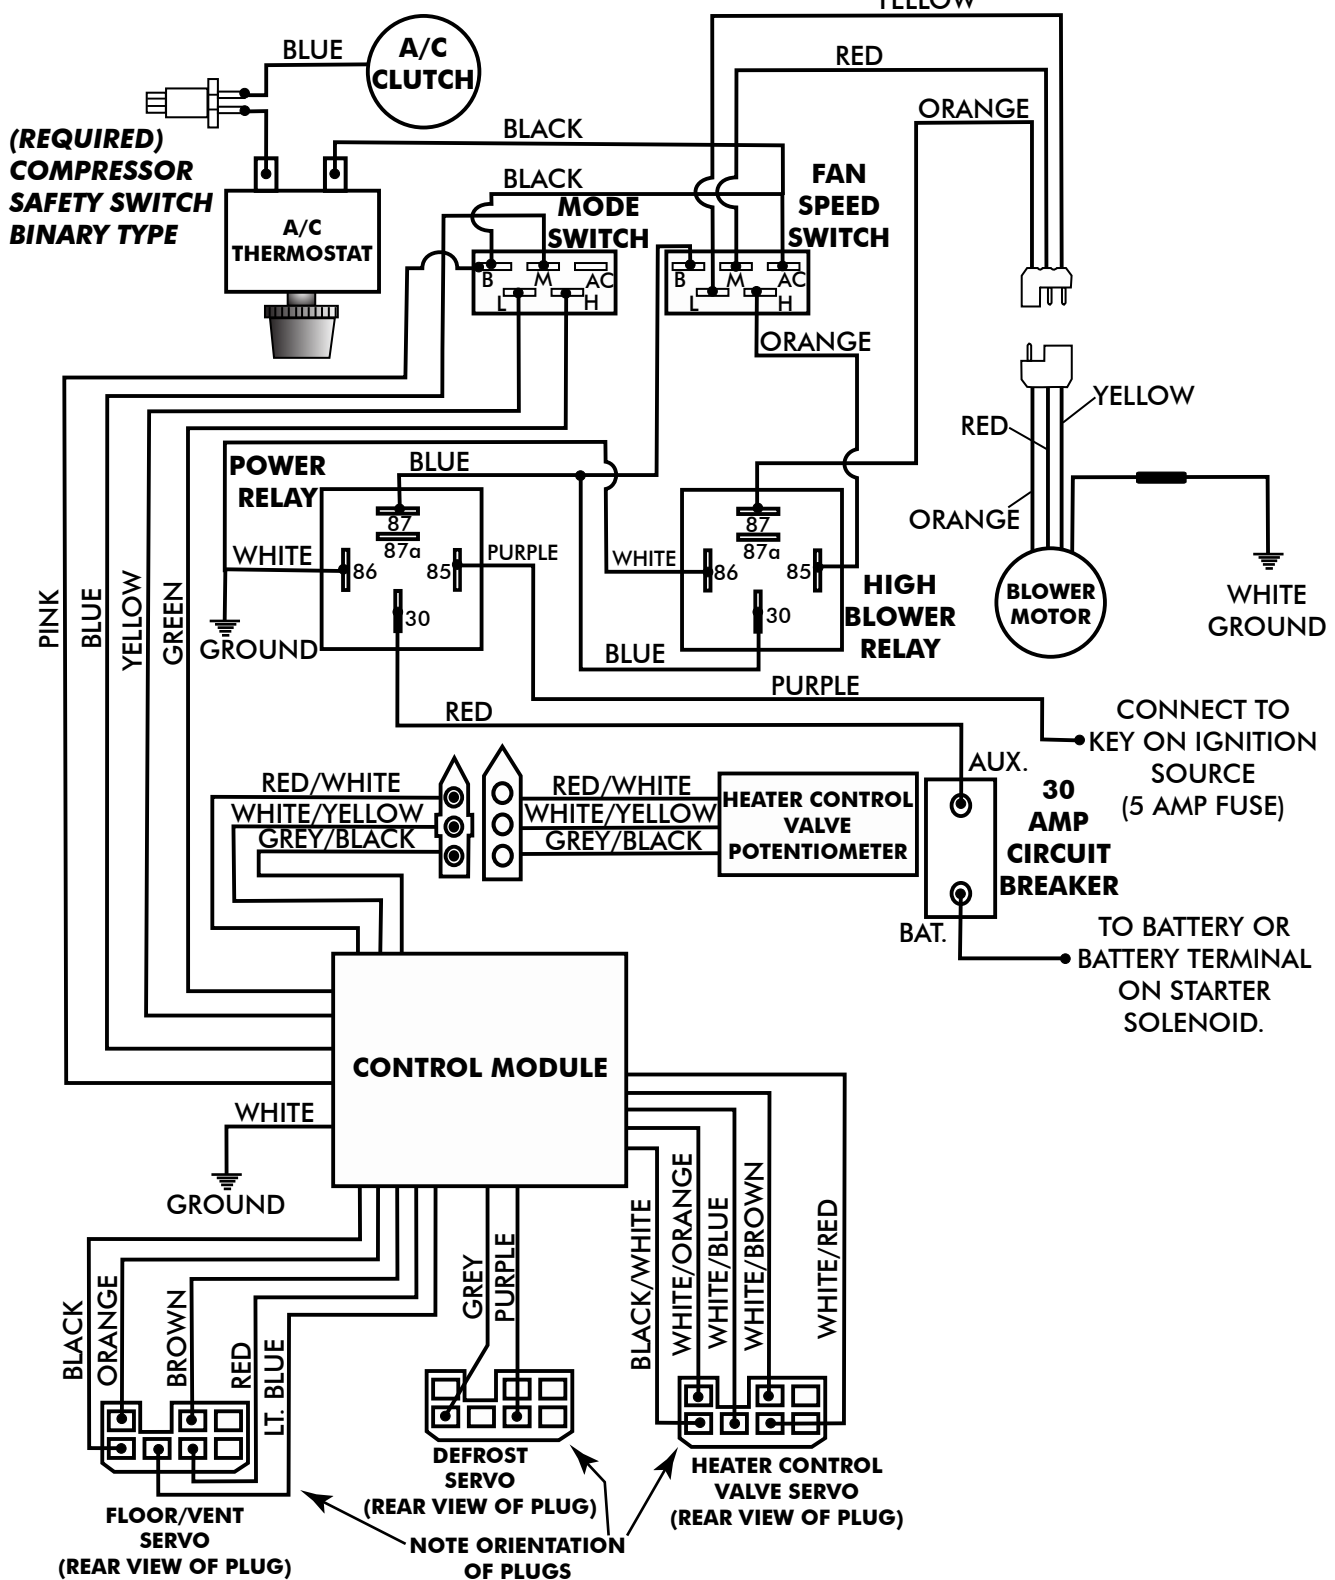 YELLOW
BLUE
A/C
CLUTCH
RED
ORANGE
(REQUIRED)
COMPRESSOR
SAFETY SWITCH
BINARY TYPE
BLACK
BLACK
A/C
THERMOSTAT
MODE
SWITCH
FAN
SPEED
SWITCH
B
M
AC
L
H
B
M
AC
L
H
ORANGE
YELLOW
RED
ORANGE
BLOWER
MOTOR
WHITE
GROUND
POWER
RELAY
BLUE
87
87a
86
85
30
WHITE
PURPLE
GROUND
WHITE
87
87a
86
85
30
HIGH
BLOWER
RELAY
BLUE
PINK
BLUE
YELLOW
GREEN
PURPLE
RED
CONNECT TO
KEY ON IGNITION
SOURCE
(5 AMP FUSE)
AUX.
30
AMP
CIRCUIT
BREAKER
BAT.
TO BATTERY OR
BATTERY TERMINAL
ON STARTER
SOLENOID.
RED/WHITE
WHITE/YELLOW
GREY/BLACK
RED/WHITE
WHITE/YELLOW
GREY/BLACK
HEATER CONTROL
VALVE
POTENTIOMETER
CONTROL MODULE
WHITE
GROUND
BLACK
ORANGE
BROWN
RED
LT. BLUE
GREY
PURPLE
BLACK/WHITE
WHITE/ORANGE
WHITE/BLUE
WHITE/BROWN
WHITE/RED
FLOOR/VENT
SERVO
(REAR VIEW OF PLUG)
DEFROST
SERVO
(REAR VIEW OF PLUG)
HEATER CONTROL
VALVE SERVO
(REAR VIEW OF PLUG)
NOTE ORIENTATION
OF PLUGS